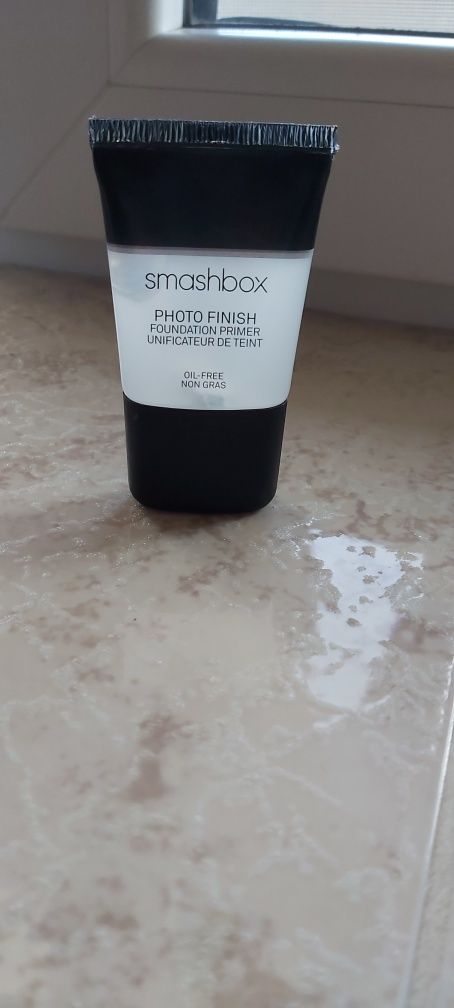 smashbox
PHOTO FINISH
FOUNDATION PRIMER
UNIFICATEUR DE TEINT
OIL-FREE
NON GRAS